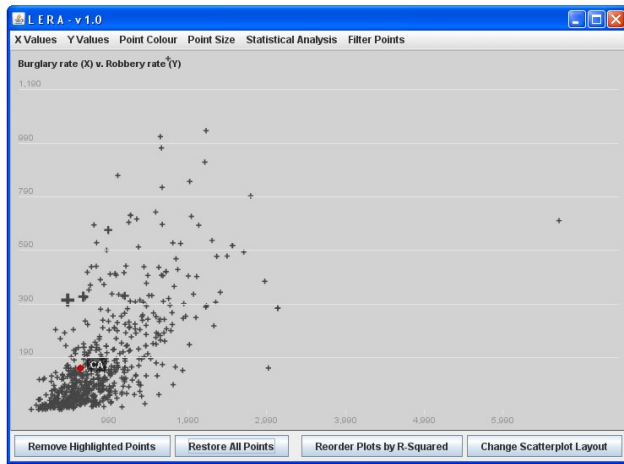 LERA - v 1.0
X Values Y Values Point Colour Point Size Statistical Analysis Filter Points
Burglary rate (X) v. Robbery rate (Y)
1,190
990
790
590
390
190
CA
990 1,990 2,990 3,990 4,990 5,990
Remove Highlighted Points Restore All Points Reorder Plots by R-Squared Change Scatterplot Layout